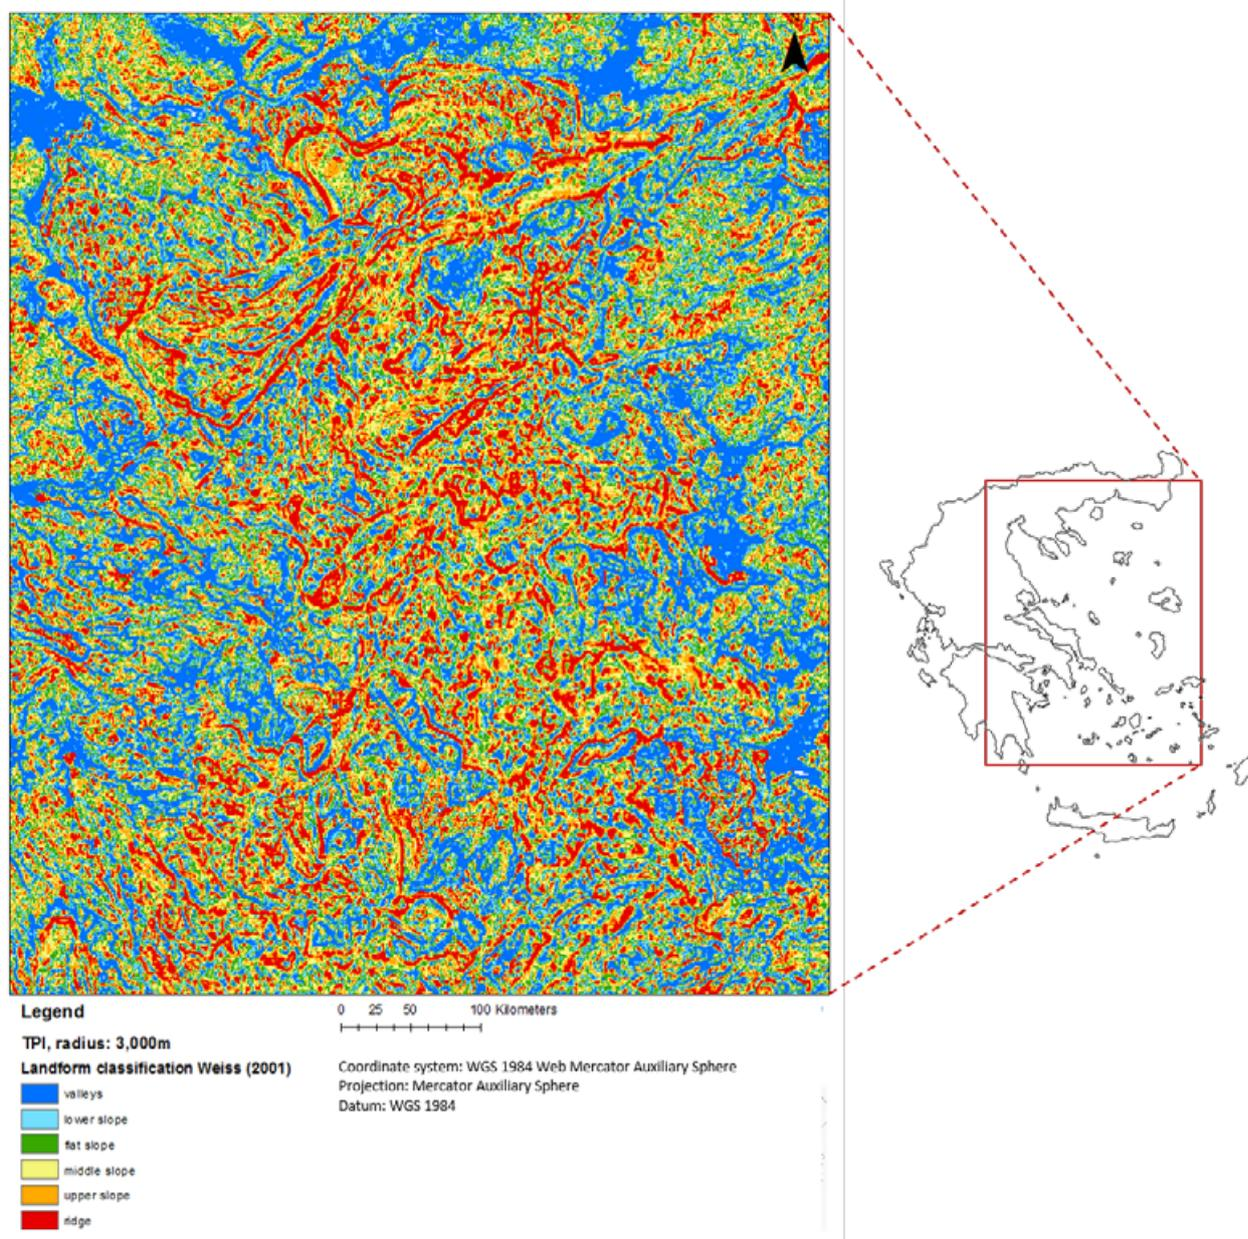 Legend
TPI, radius: 3,000m
Landform classification Weiss (2001)
valleys
lower slope
flat slope
middle slope
upper slope
ridge
0 25 50 100 Kilometers
Coordinate system: WGS 1984 Web Mercator Auxiliary Sphere
Projection: Mercator Auxiliary Sphere
Datum: WGS 1984